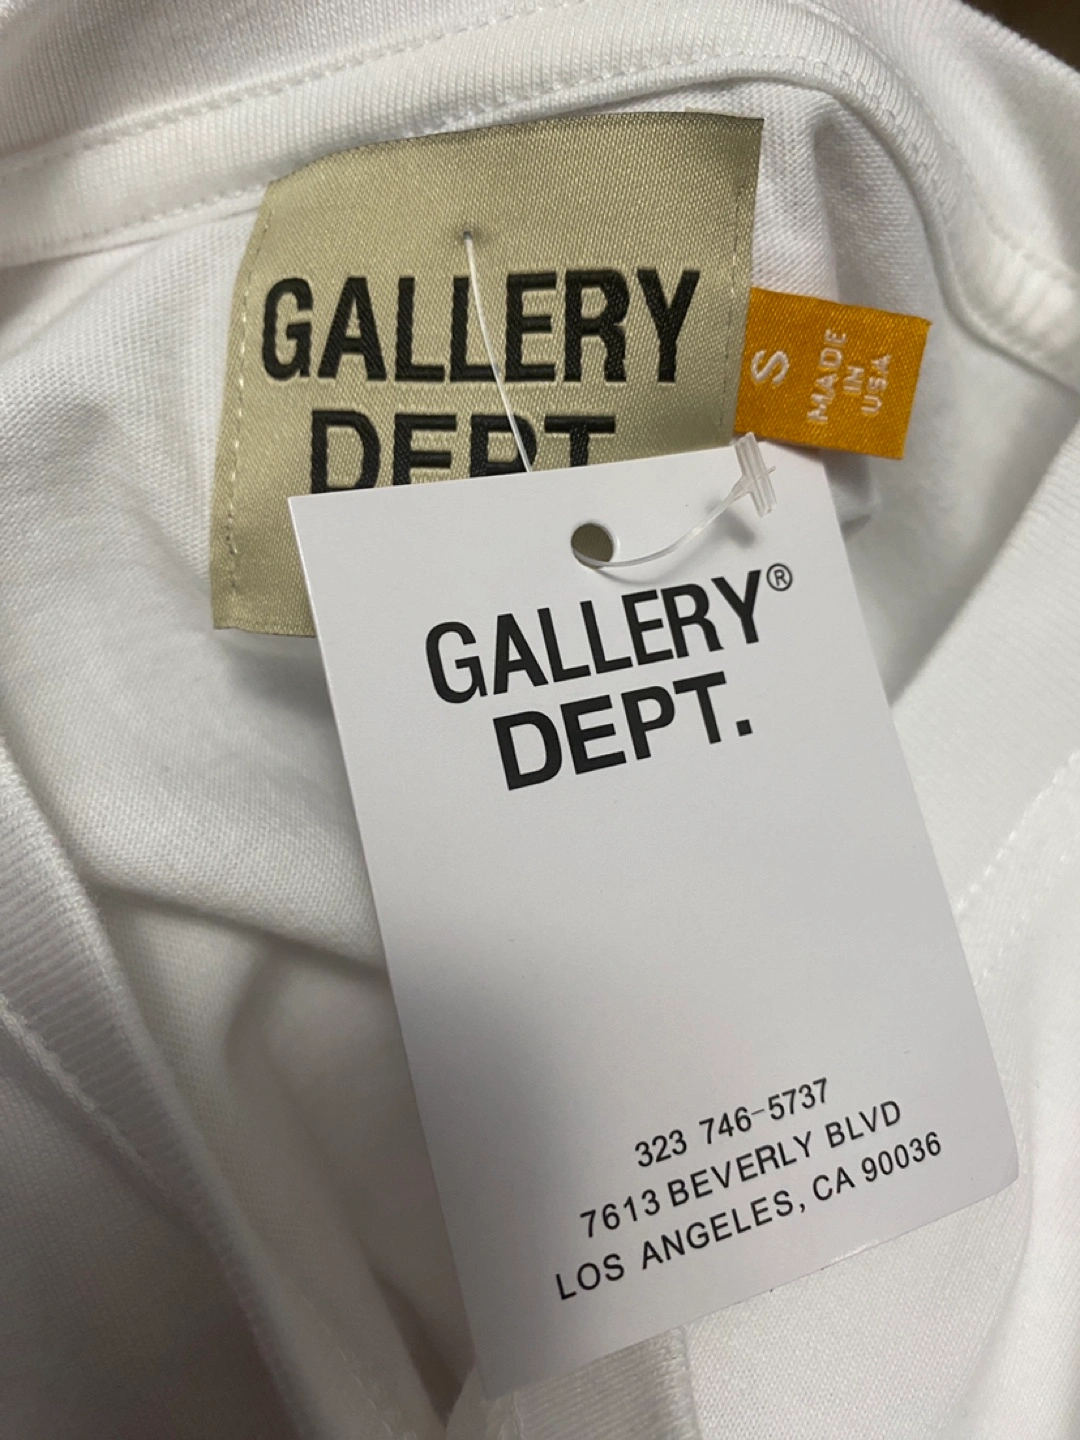 GALLERY
DEPT
S
MADE
IN
USA
GALLERY®
DEPT.
323 746-5737
7613 BEVERLY BLVD
LOS ANGELES, CA 90036